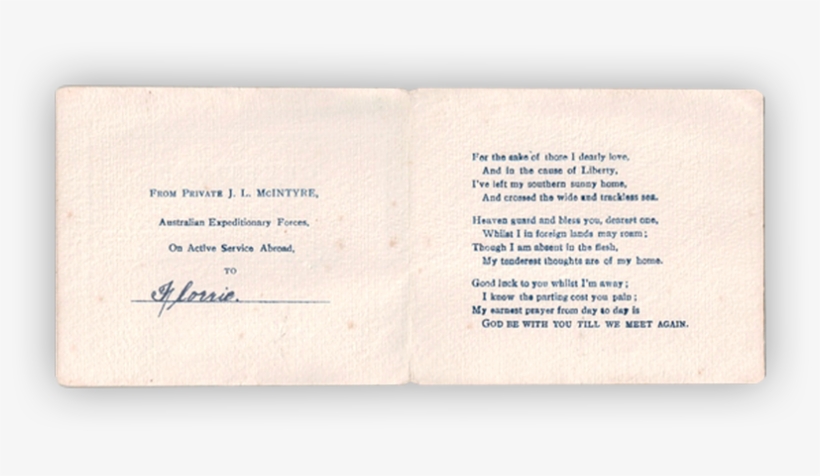 FROM PRIVATE J. L. MCINTYRE,
Australian Expeditionary Forces,
On Active Service Abroad,
TO
Florrie.
For the sake of those I dearly love,
And in the cause of Liberty,
I've left my southern sunny home,
And crossed the wide and trackless sea.
Heaven guard and bless you, dearest one,
Whilst I in foreign lands may roam;
Though I am absent in the flesh,
My tenderest thoughts are of my home.
Good luck to you whilst I'm away;
I know the parting cost you pain;
My earnest prayer from day to day is
GOD BE WITH YOU TILL WE MEET AGAIN.